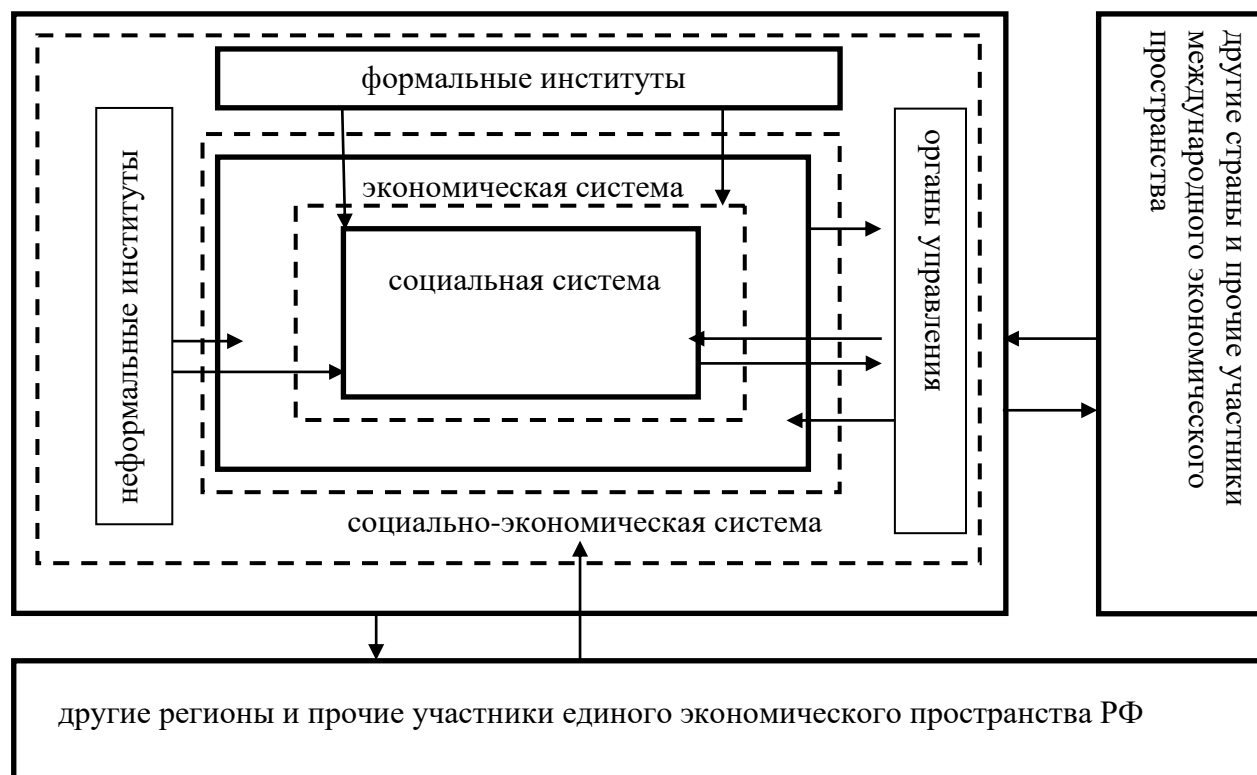 формальные институты
неформальные институты
экономическая система
социальная система
органы управления
социально-экономическая система
другие страны и прочие участники
международного экономического
пространства
другие регионы и прочие участники единого экономического пространства РФ